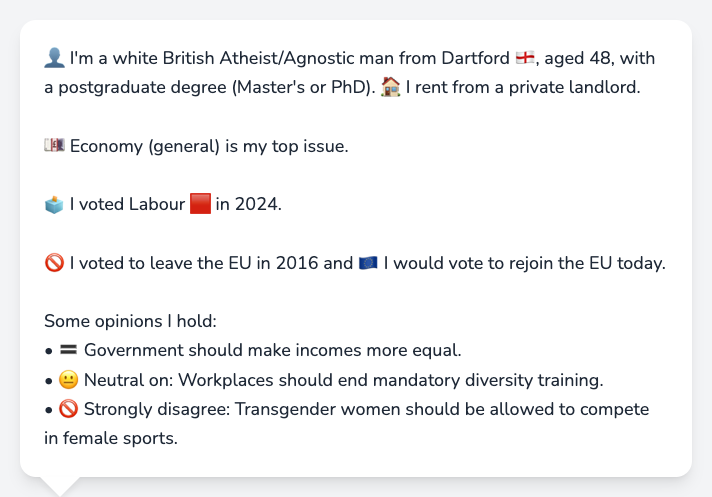 👤 I'm a white British Atheist/Agnostic man from Dartford 🏴󠁧󠁢󠁥󠁮󠁧󠁿, aged 48, with
a postgraduate degree (Master's or PhD). 🏠 I rent from a private landlord.
💷 Economy (general) is my top issue.
🗳️ I voted Labour 🟥 in 2024.
🚫 I voted to leave the EU in 2016 and 🇪🇺 I would vote to rejoin the EU today.
Some opinions I hold:
• 🟰 Government should make incomes more equal.
• 😐 Neutral on: Workplaces should end mandatory diversity training.
• 🚫 Strongly disagree: Transgender women should be allowed to compete
in female sports.